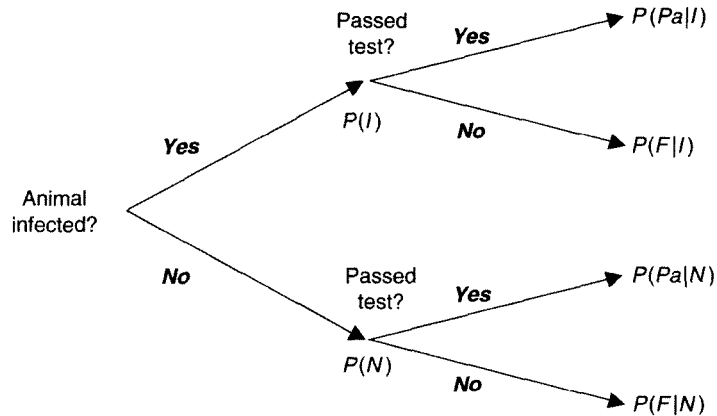 Passed
test?
Yes
P(Pa|I)
P(I)
No
P(F|I)
Yes
Animal
infected?
No
Passed
test?
Yes
P(Pa|N)
P(N)
No
P(F|N)